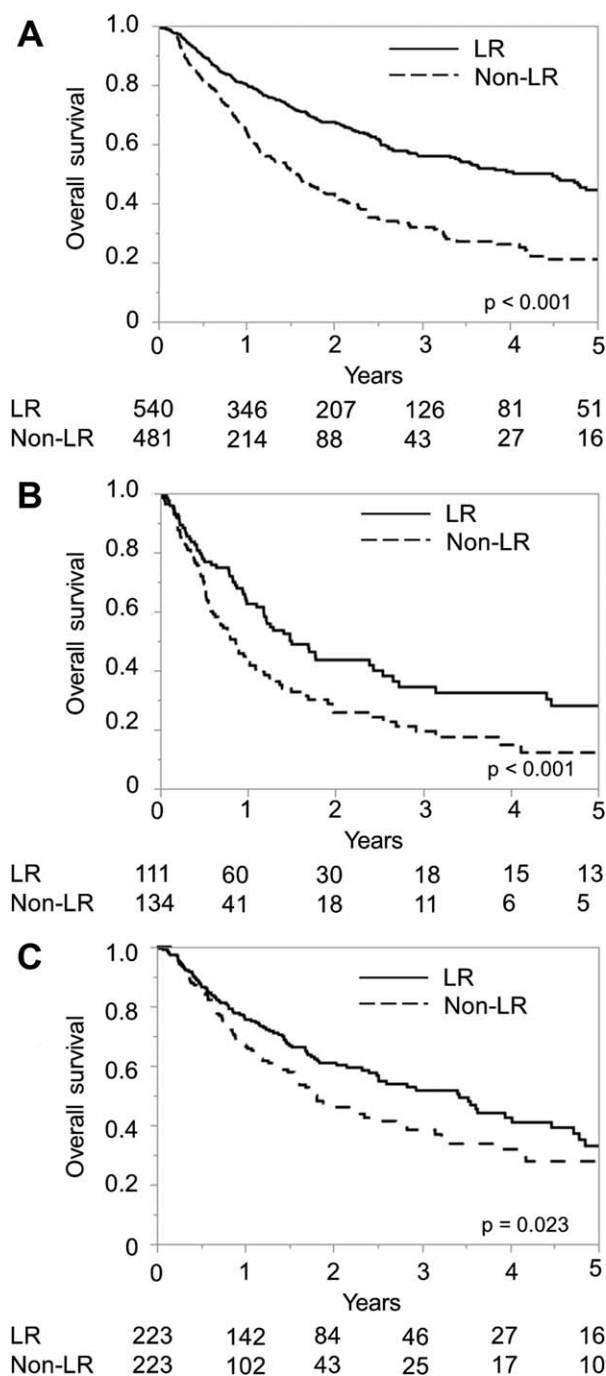 A
1.0
0.8
0.6
0.4
0.2
0
Overall survival
LR
Non-LR
p < 0.001
0 1 2 3 4 5
Years
LR 540 346 207 126 81 51
Non-LR 481 214 88 43 27 16
B
1.0
0.8
0.6
0.4
0.2
0
Overall survival
LR
Non-LR
p < 0.001
0 1 2 3 4 5
Years
LR 111 60 30 18 15 13
Non-LR 134 41 18 11 6 5
C
1.0
0.8
0.6
0.4
0.2
0
Overall survival
LR
Non-LR
p = 0.023
0 1 2 3 4 5
Years
LR 223 142 84 46 27 16
Non-LR 223 102 43 25 17 10